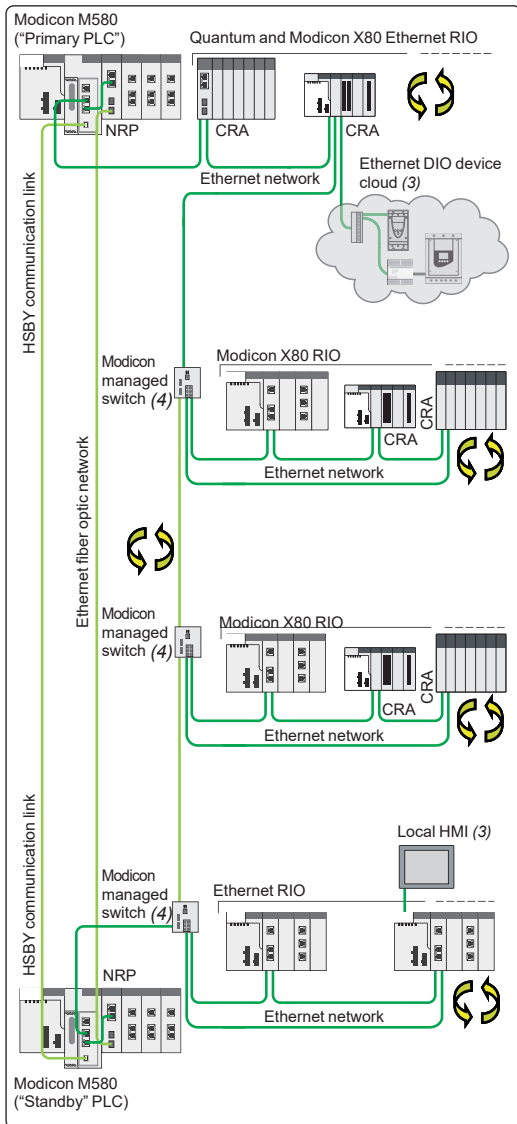 Modicon M580
("Primary PLC")
Quantum and Modicon X80 Ethernet RIO
NRP
CRA
CRA
Ethernet network
Ethernet DIO device
cloud (3)
HSBY communication link
Modicon
managed
switch (4)
Modicon X80 RIO
CRA
CRA
Ethernet network
Ethernet fiber optic network
Modicon
managed
switch (4)
Modicon X80 RIO
CRA
CRA
Ethernet network
Local HMI (3)
Modicon
managed
switch (4)
Ethernet RIO
HSBY communication link
NRP
Ethernet network
Modicon M580
("Standby" PLC)